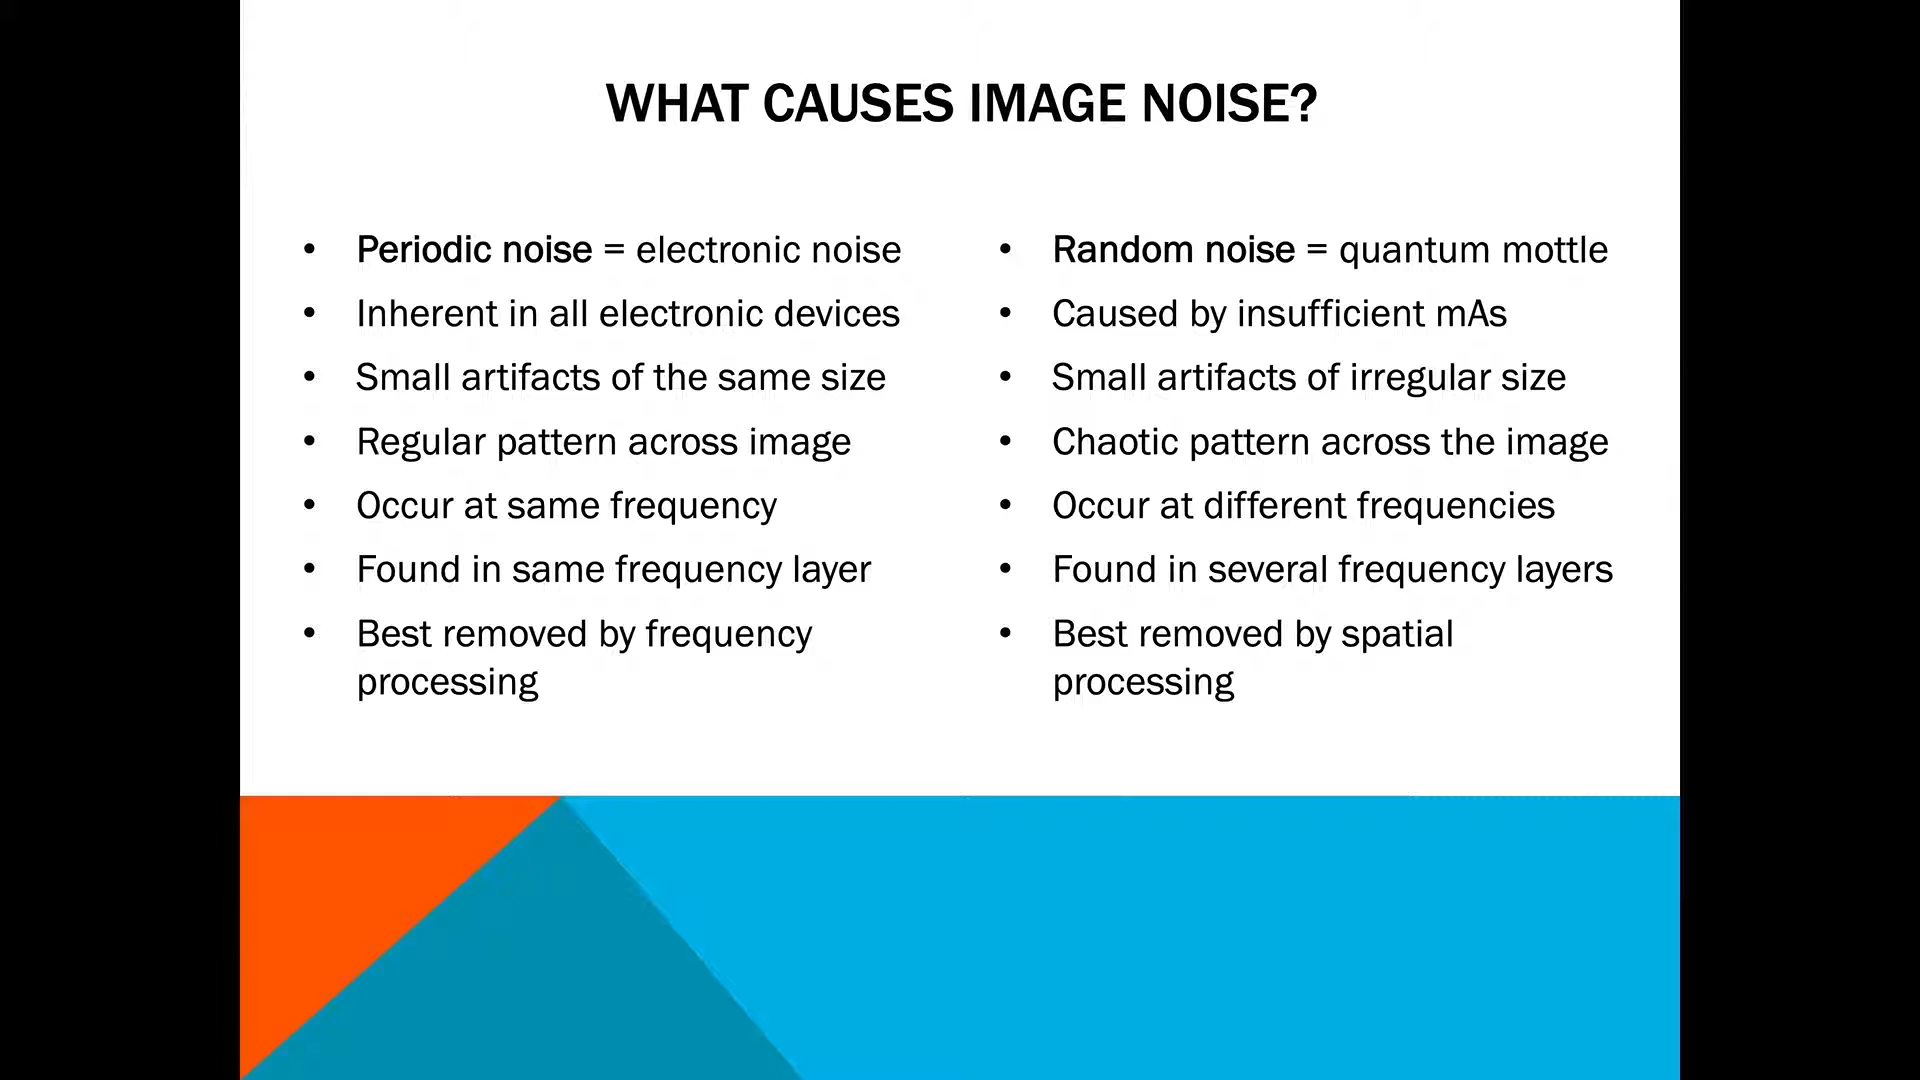 WHAT CAUSES IMAGE NOISE?
• Periodic noise = electronic noise
• Inherent in all electronic devices
• Small artifacts of the same size
• Regular pattern across image
• Occur at same frequency
• Found in same frequency layer
• Best removed by frequency
processing
• Random noise = quantum mottle
• Caused by insufficient mAs
• Small artifacts of irregular size
• Chaotic pattern across the image
• Occur at different frequencies
• Found in several frequency layers
• Best removed by spatial
processing